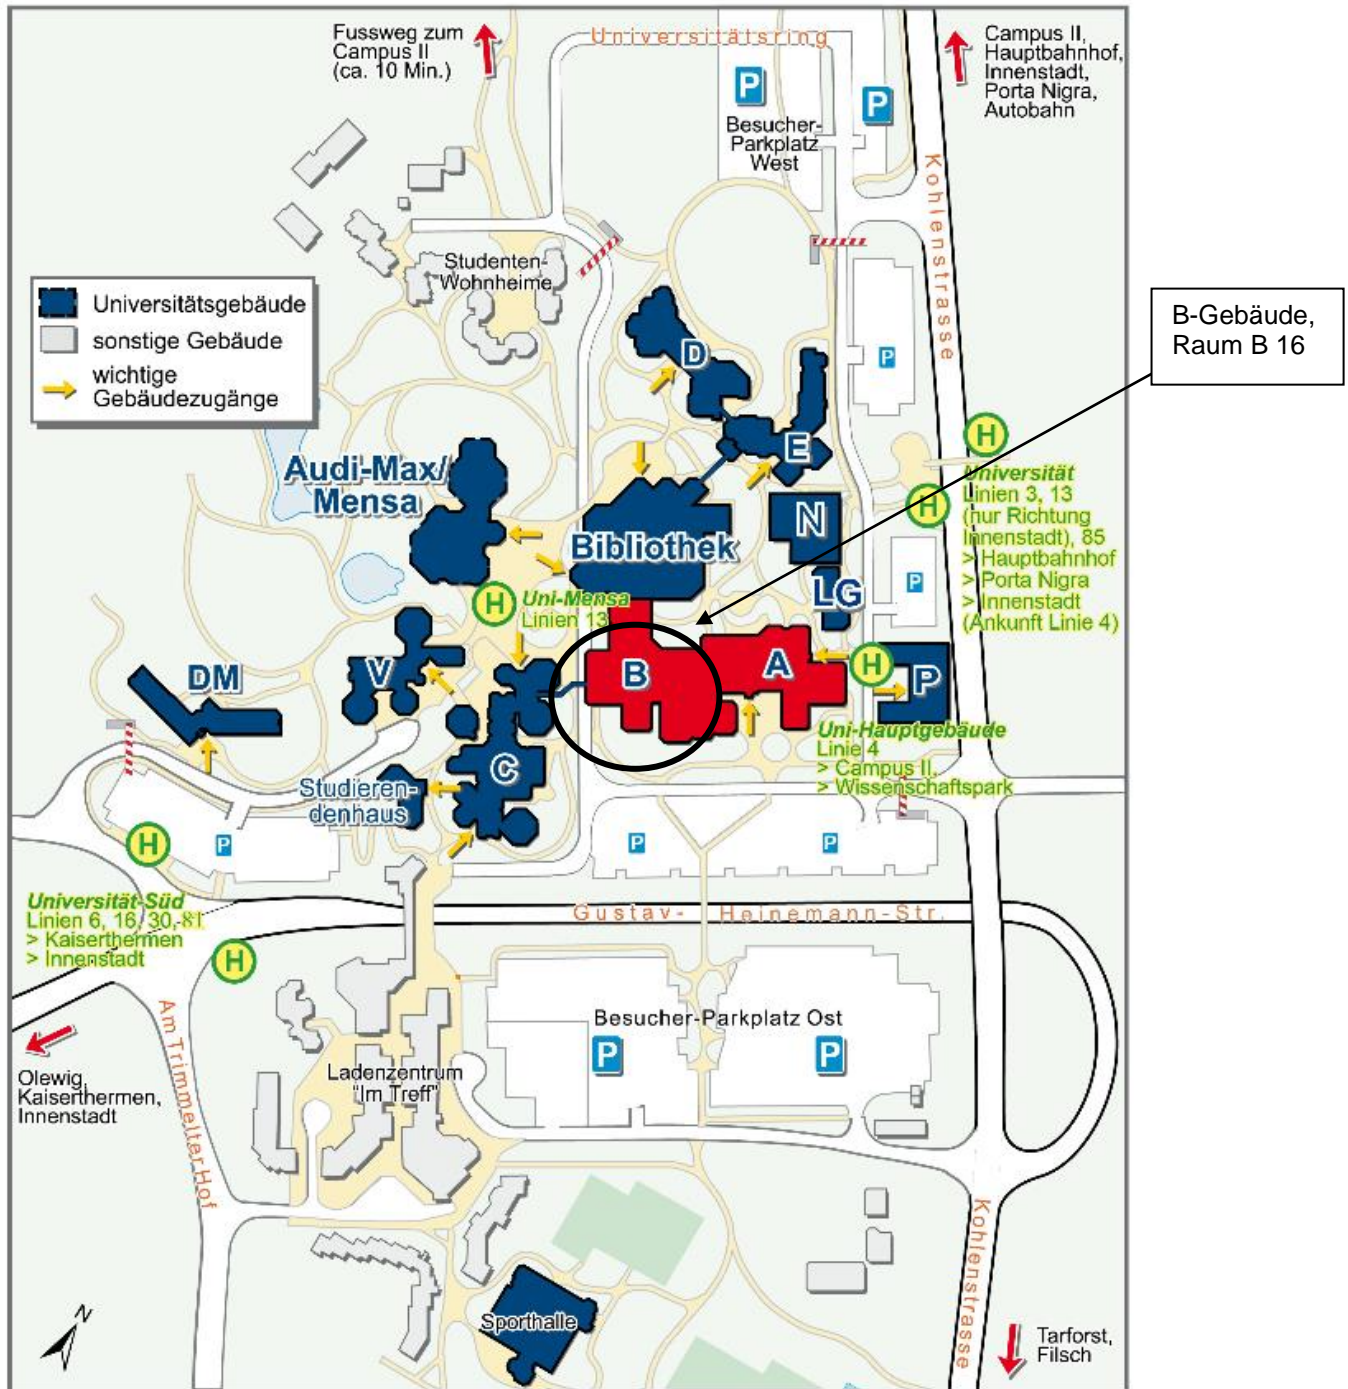 Fussweg zum
Campus II
(ca. 10 Min.)
Universitätsring
Campus II,
Hauptbahnhof,
Innenstadt,
Porta Nigra,
Autobahn
P
P
Besucher-
Parkplatz
West
Kohlenstrasse
Studenten-
Wohnheime
Universitätsgebäude
sonstige Gebäude
wichtige
Gebäudezugänge
B-Gebäude,
Raum B 16
D
P
E
H
Audi-Max/
Mensa
Universität
Linien 3, 13
(nur Richtung
Innenstadt), 85
> Hauptbahnhof
> Porta Nigra
> Innenstadt
(Ankunft Linie 4)
H
N
Bibliothek
P
LG
H
Uni-Mensa
Linien 13
DM
V
B
A
H
P
Uni-Hauptgebäude
Linie 4
> Campus II,
> Wissenschaftspark
C
Studieren-
denhaus
H
P
P
P
Universität-Süd
Linien 6, 16, 30, 81
> Kaiserthermen
> Innenstadt
H
Gustav- Heinemann-Str.
Am Trimmelter Hof
Besucher-Parkplatz Ost
P
P
Olewig,
Kaiserthermen,
Innenstadt
Ladenzentrum
"Im Treff"
Kohlenstrasse
N
Sporthalle
Tarforst,
Filsch